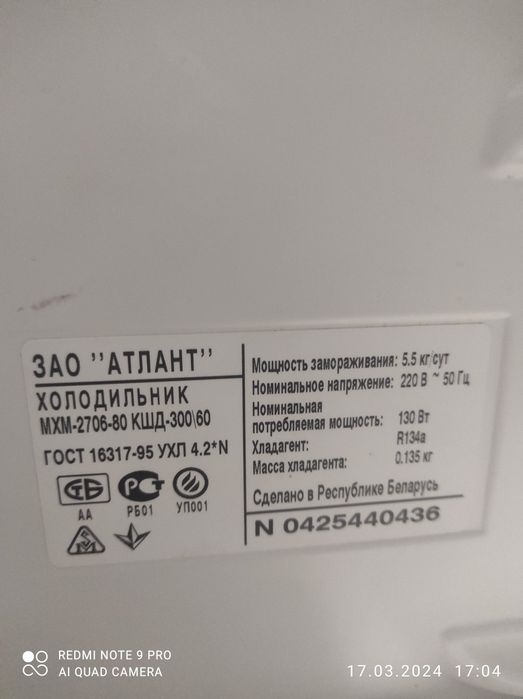 ЗАО "АТЛАНТ"
ХОЛОДИЛЬНИК
МХМ-2706-80 КШД-300\60
ГОСТ 16317-95 УХЛ 4.2*N
СТБ
АА
РСТ
РБ01
УП001
Мощность замораживания: 5.5 кг/сут
Номинальное напряжение: 220 В ~ 50 Гц
Номинальная
потребляемая мощность: 130 Вт
Хладагент: R134a
Масса хладагента: 0.135 кг
Сделано в Республике Беларусь
N 0425440436
REDMI NOTE 9 PRO
AI QUAD CAMERA
17.03.2024 17:04